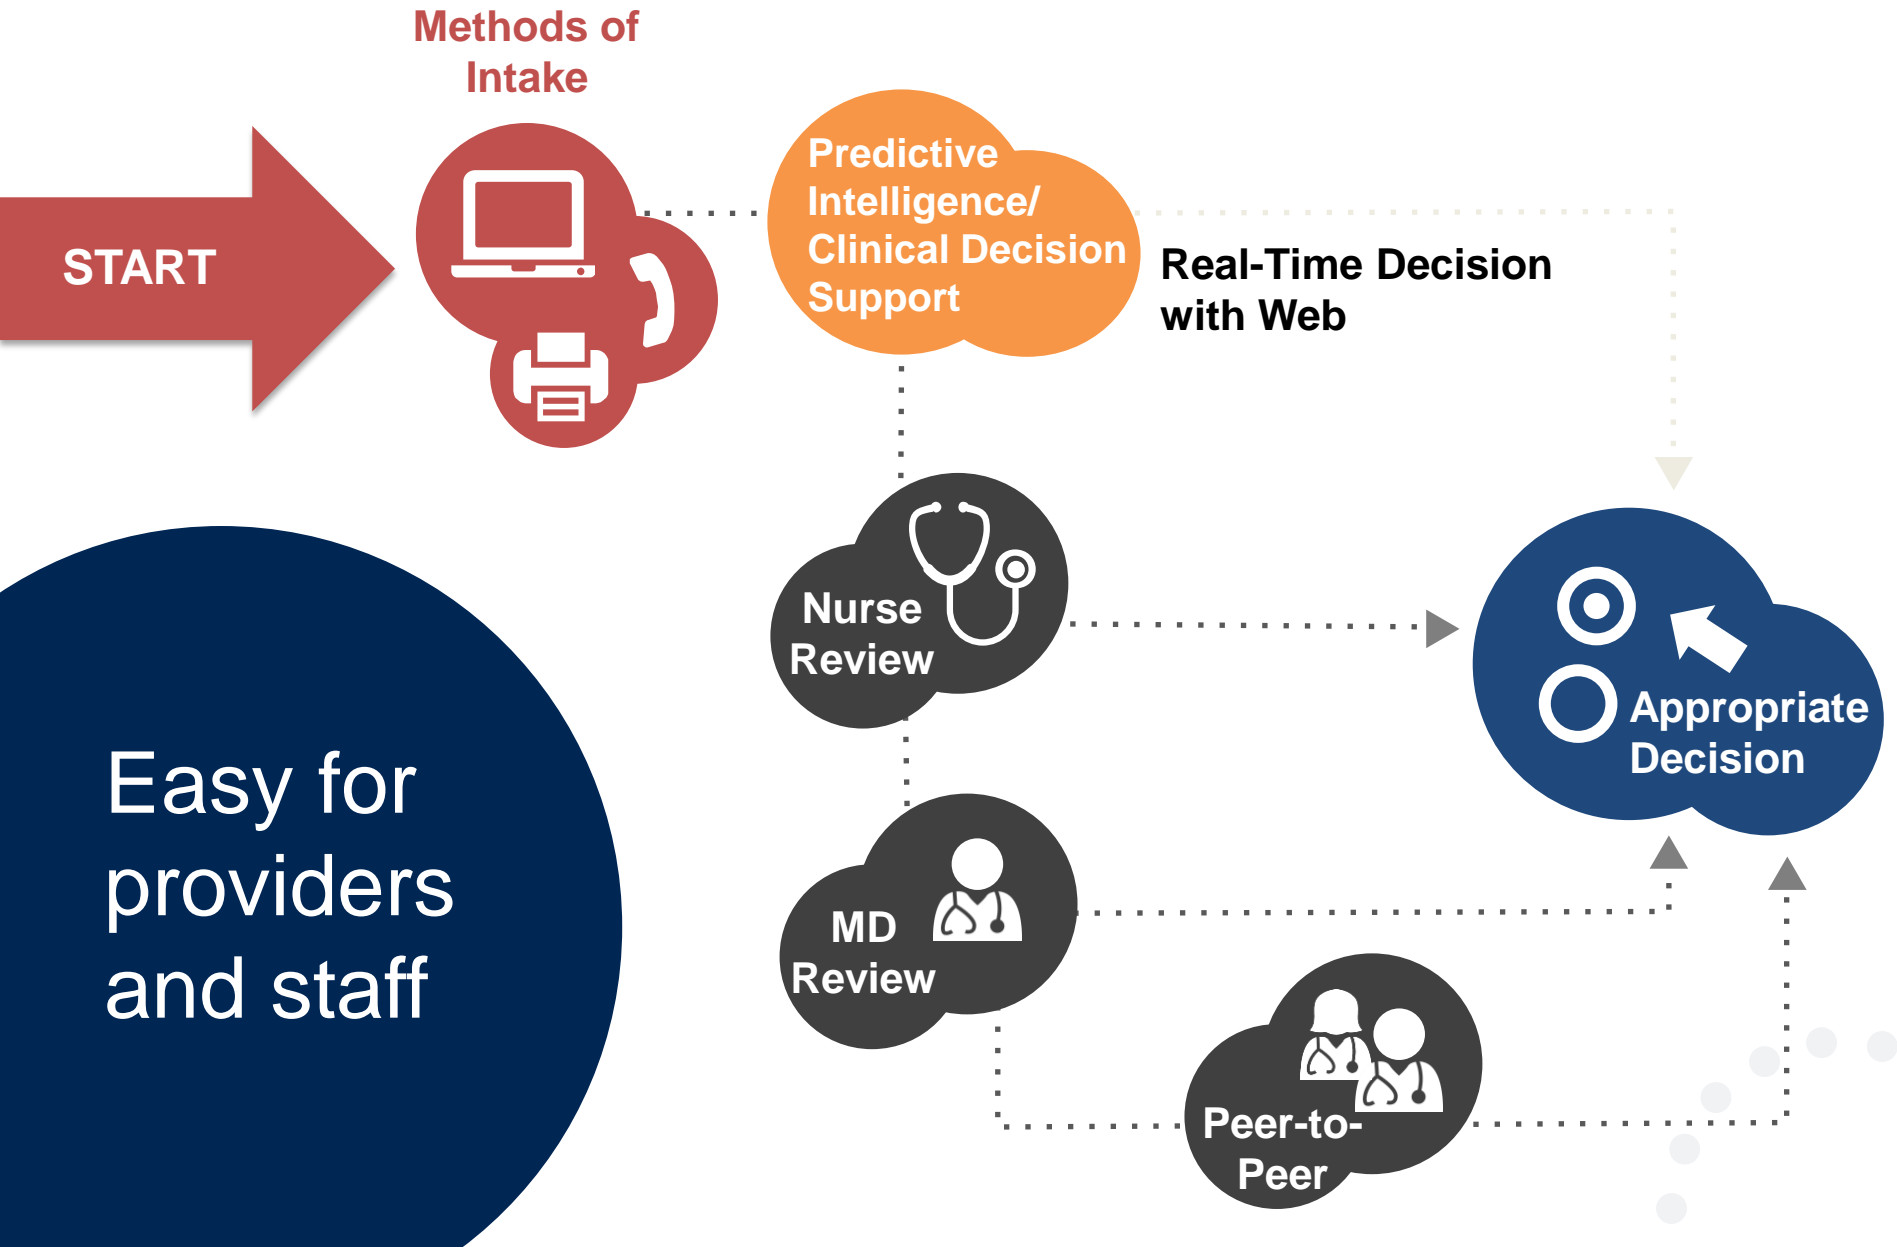 Methods of
Intake
START
Predictive
Intelligence/
Clinical Decision
Support
Real-Time Decision
with Web
Nurse
Review
Appropriate
Decision
Easy for
providers
and staff
MD
Review
Peer-to-
Peer